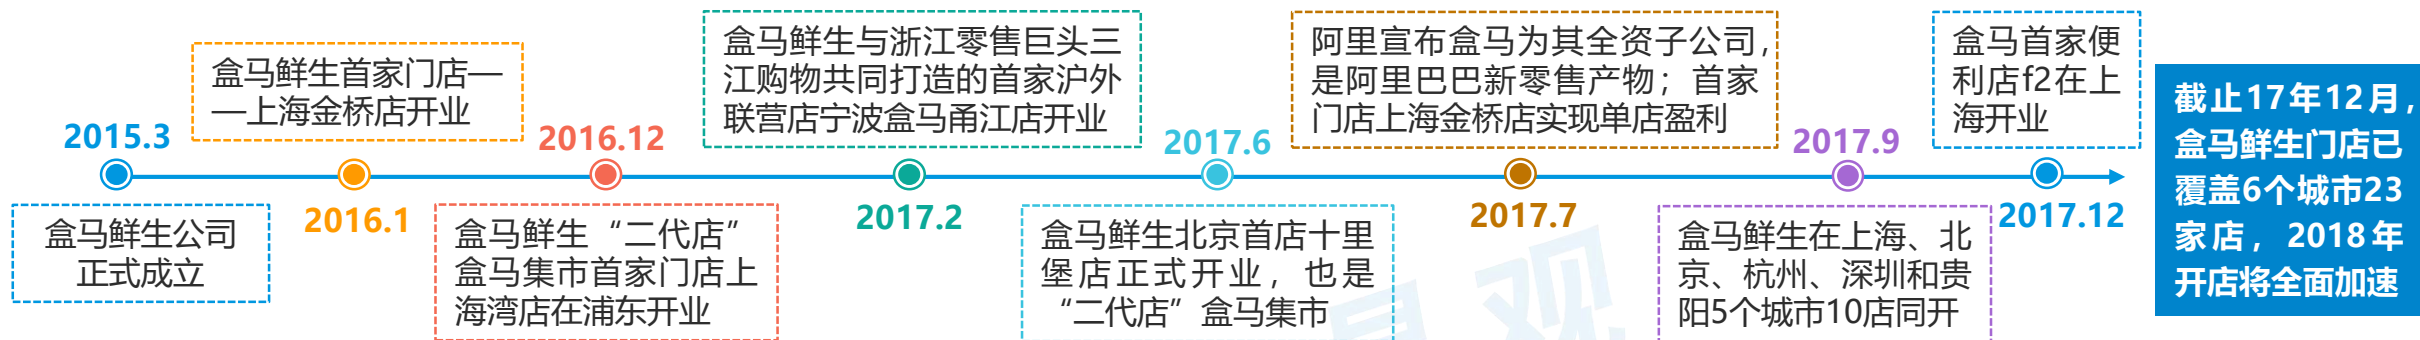 2015.3
盒马鲜生公司
正式成立
盒马鲜生首家门店—
—上海金桥店开业
2016.1
2016.12
盒马鲜生“二代店”
盒马集市首家门店上
海湾店在浦东开业
盒马鲜生与浙江零售巨头三
江购物共同打造的首家沪外
联营店宁波盒马甬江店开业
2017.2
2017.6
盒马鲜生北京首店十里
堡店正式开业，也是
“二代店”盒马集市
阿里宣布盒马为其全资子公司，
是阿里巴巴新零售产物；首家
门店上海金桥店实现单店盈利
2017.7
2017.9
盒马鲜生在上海、北
京、杭州、深圳和贵
阳5个城市10店同开
盒马首家便
利店f2在上
海开业
2017.12
截止17年12月，
盒马鲜生门店已
覆盖6个城市23
家店，2018年
开店将全面加速